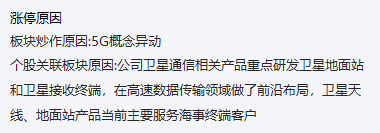 涨停原因
板块炒作原因:5G概念异动
个股关联板块原因:公司卫星通信相关产品重点研发卫星地面站
和卫星接收终端，在高速数据传输领域做了前沿布局，卫星天
线、地面站产品当前主要服务海事终端客户